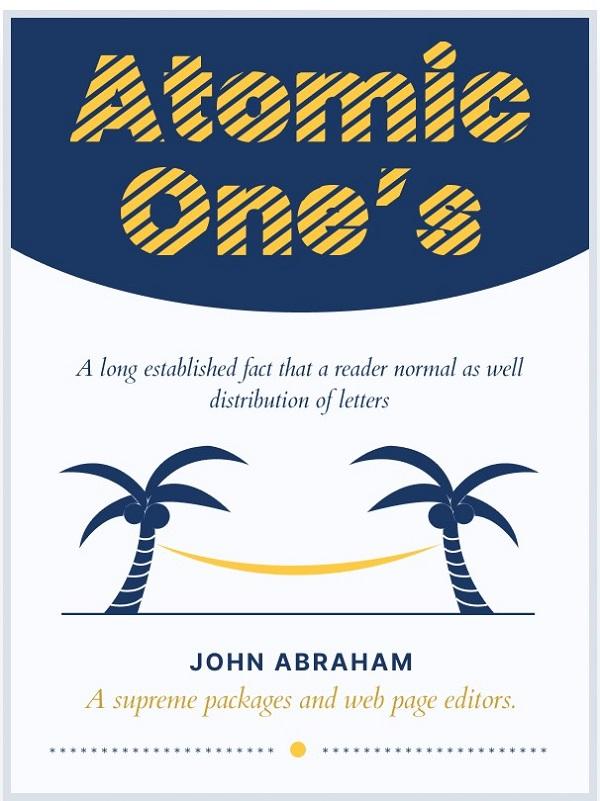 Atomic
One's
A long established fact that a reader normal as well
distribution of letters
JOHN ABRAHAM
A supreme packages and web page editors.